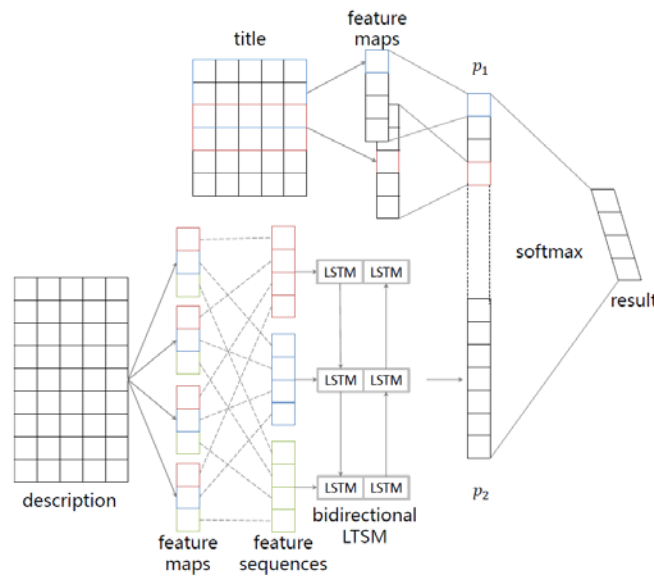 title
feature
maps
p₁
softmax
result
LSTM LSTM
LSTM LSTM
LSTM LSTM
description
bidirectional
LTSM
p₂
feature
maps
feature
sequences